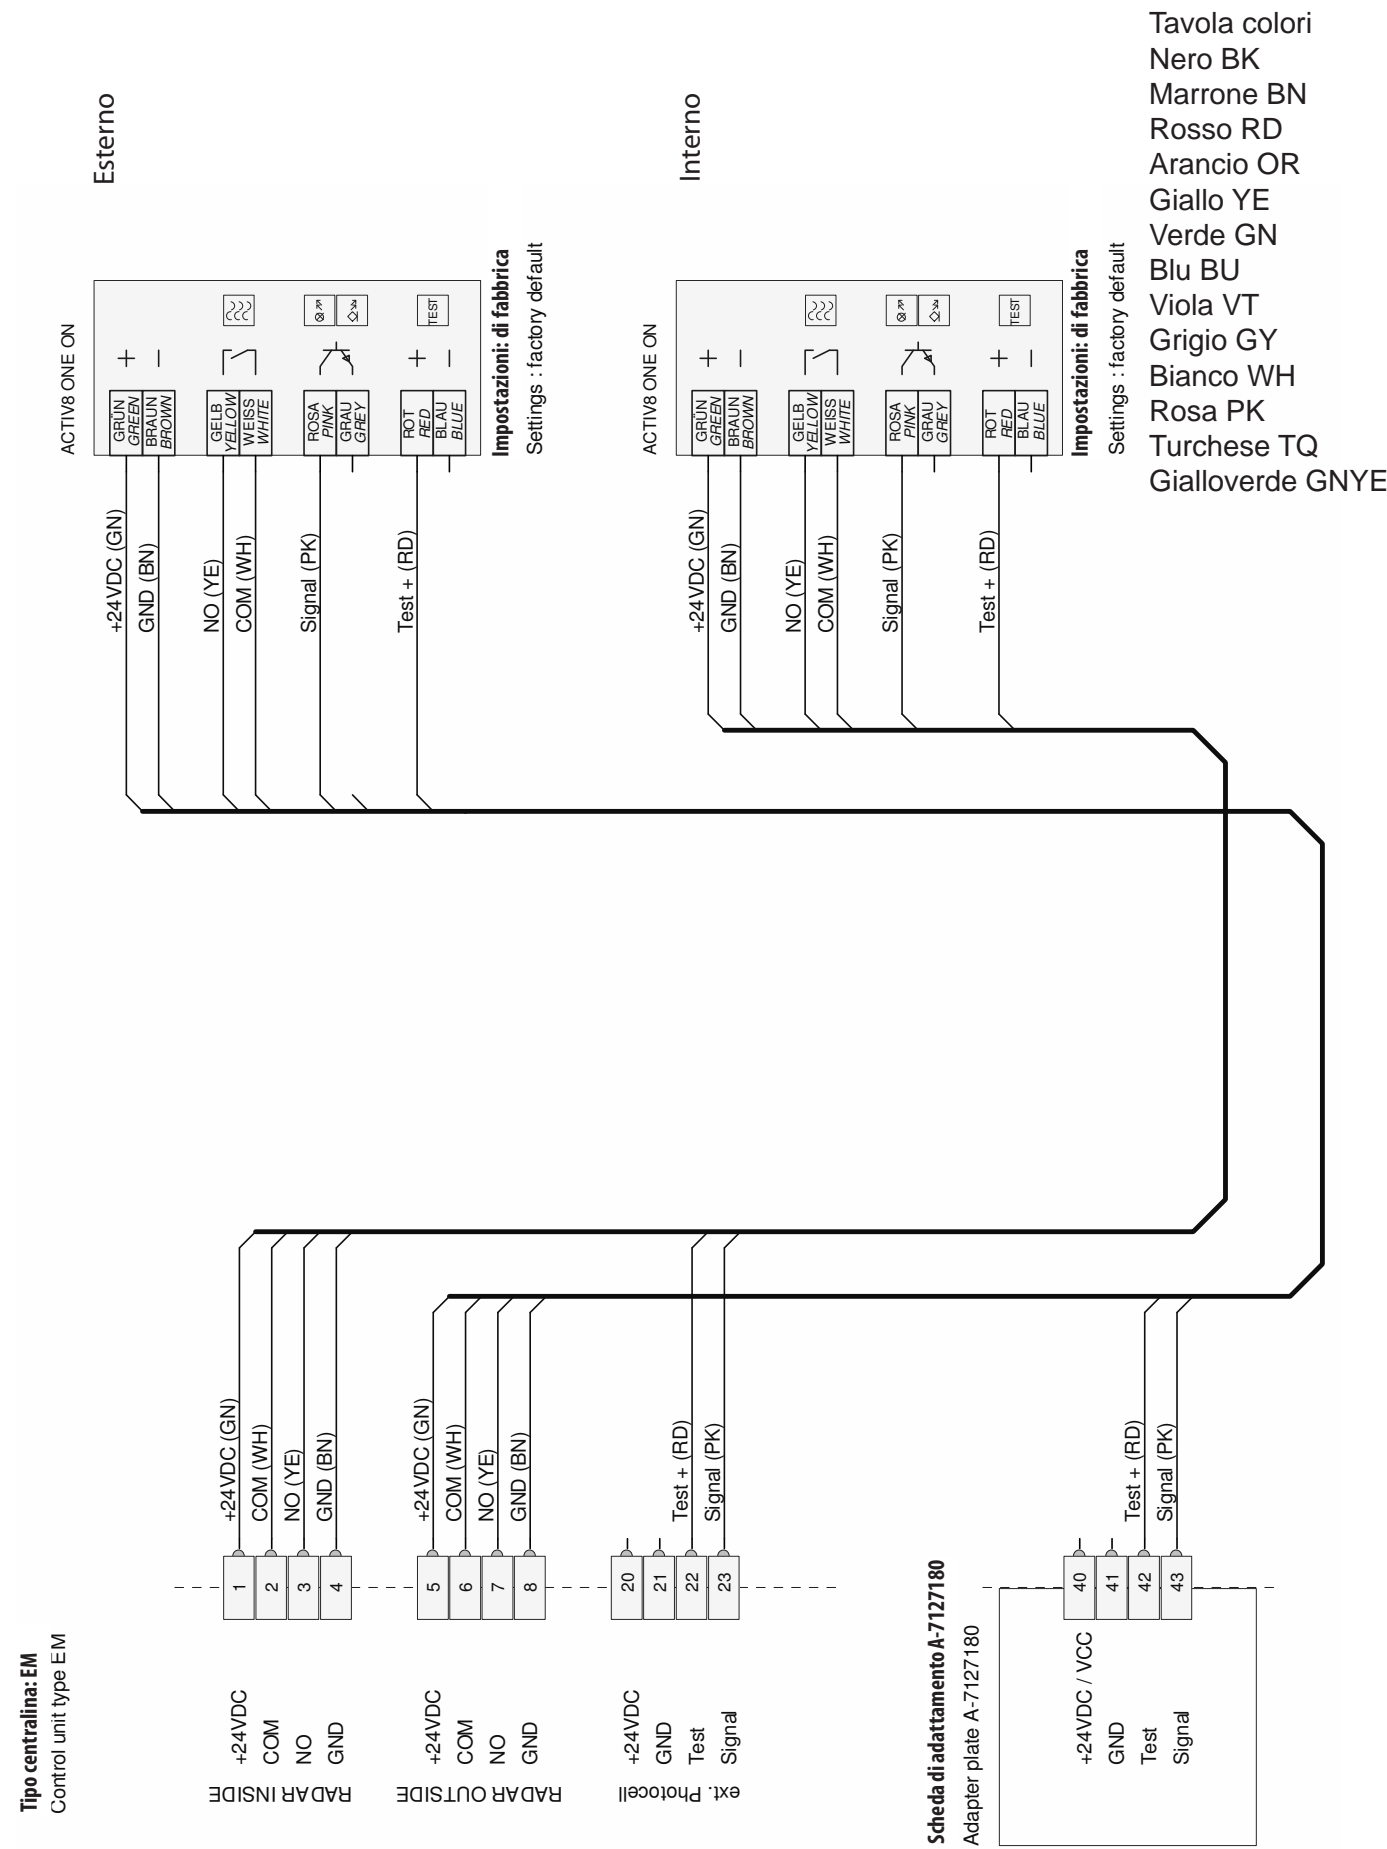 Tavola colori
Nero BK
Marrone BN
Rosso RD
Arancio OR
Giallo YE
Verde GN
Blu BU
Viola VT
Grigio GY
Bianco WH
Rosa PK
Turchese TQ
Gialloverde GNYE
Esterno
ACTIV8 ONE ON
GRÜN
GREEN
BRAUN
BROWN
GELB
YELLOW
WEISS
WHITE
ROSA
PINK
GRAU
GREY
ROT
RED
BLAU
BLUE
+
−
TEST
+
−
Impostazioni: di fabbrica
Settings : factory default
+24VDC (GN)
GND (BN)
NO (YE)
COM (WH)
Signal (PK)
Test + (RD)
Interno
ACTIV8 ONE ON
GRÜN
GREEN
BRAUN
BROWN
GELB
YELLOW
WEISS
WHITE
ROSA
PINK
GRAU
GREY
ROT
RED
BLAU
BLUE
+
−
TEST
+
−
Impostazioni: di fabbrica
Settings : factory default
+24VDC (GN)
GND (BN)
NO (YE)
COM (WH)
Signal (PK)
Test + (RD)
Tipo centralina: EM
Control unit type EM
RADAR INSIDE
+24VDC
COM
NO
GND
1
2
3
4
+24VDC (GN)
COM (WH)
NO (YE)
GND (BN)
RADAR OUTSIDE
+24VDC
COM
NO
GND
5
6
7
8
+24VDC (GN)
COM (WH)
NO (YE)
GND (BN)
ext. Photocell
+24VDC
GND
Test
Signal
20
21
22
23
Test + (RD)
Signal (PK)
Scheda di adattamento A-7127180
Adapter plate A-7127180
+24VDC / VCC
GND
Test
Signal
40
41
42
43
Test + (RD)
Signal (PK)